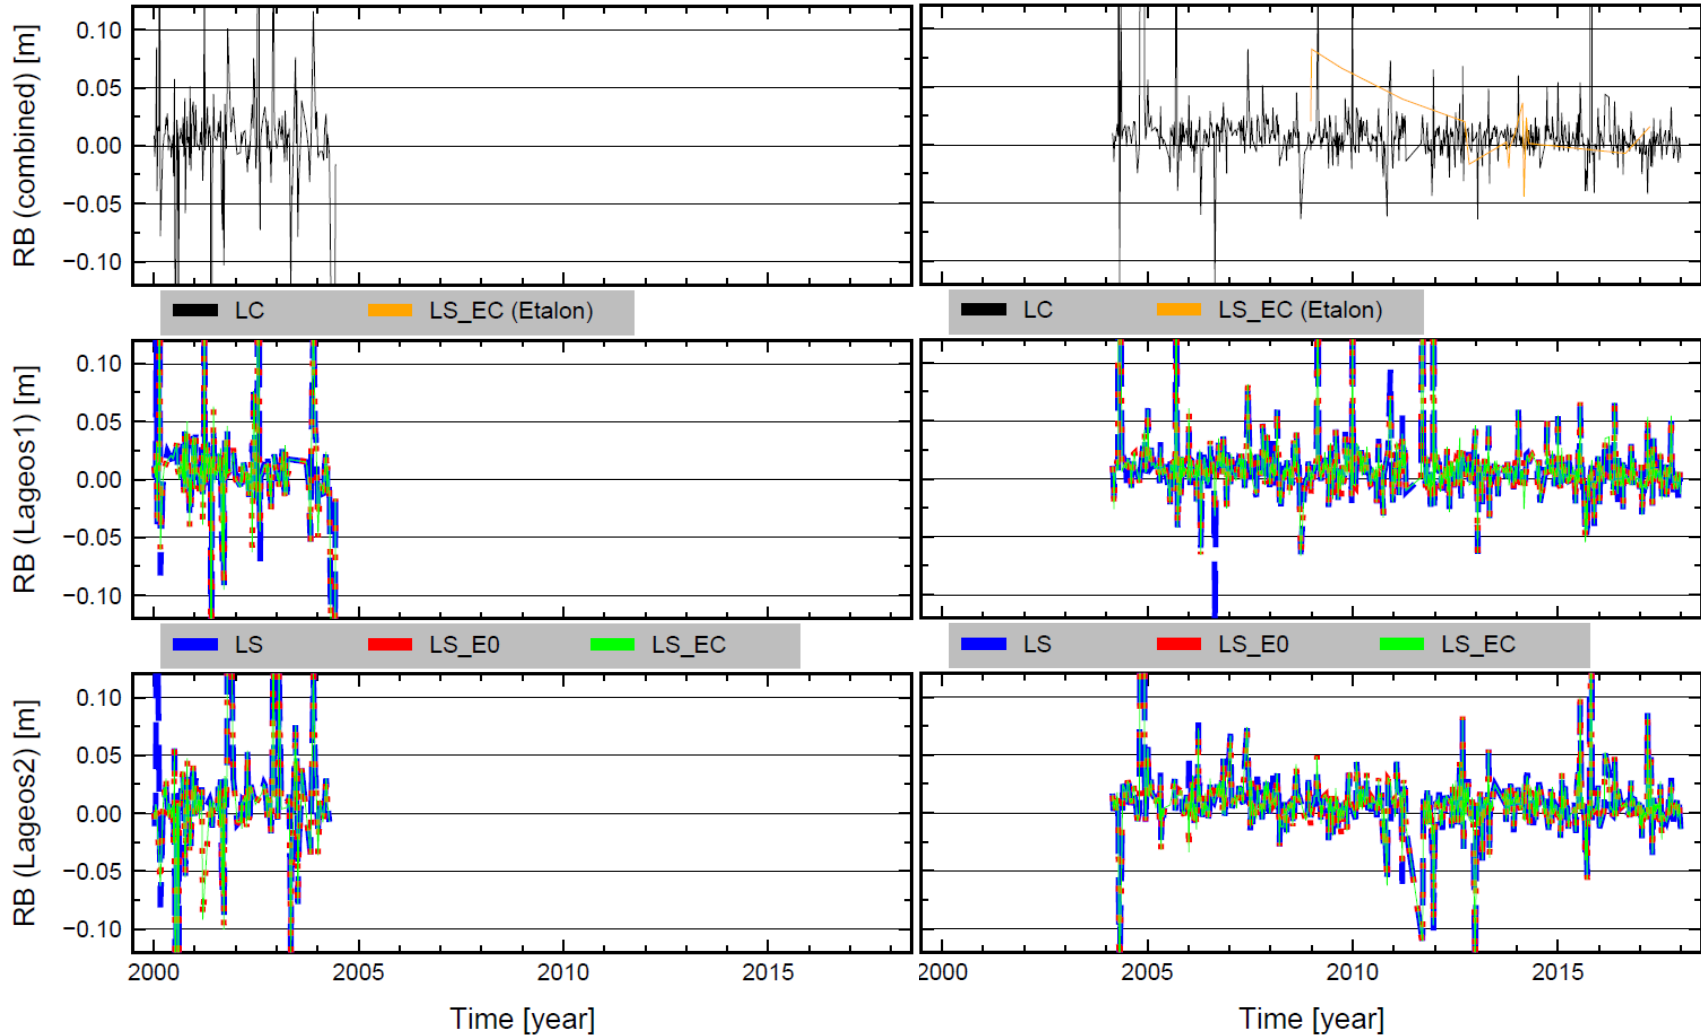 RB (combined) [m]
0.10
0.05
0.00
−0.05
−0.10
LC LS_EC (Etalon)
LC LS_EC (Etalon)
RB (Lageos1) [m]
0.10
0.05
0.00
−0.05
−0.10
LS LS_E0 LS_EC
LS LS_E0 LS_EC
RB (Lageos2) [m]
0.10
0.05
0.00
−0.05
−0.10
2000 2005 2010 2015
2000 2005 2010 2015
Time [year]
Time [year]